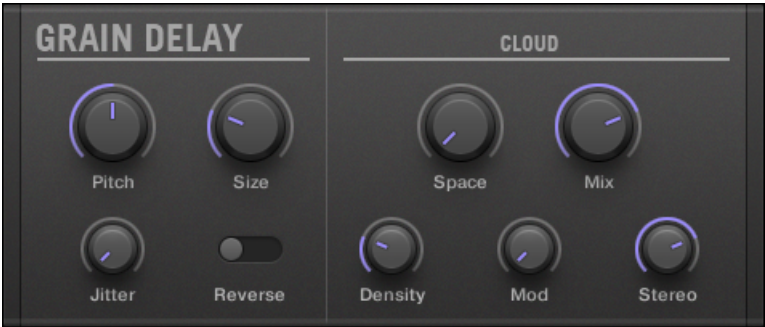 GRAIN DELAY
CLOUD
Pitch
Size
Space
Mix
Jitter
Reverse
Density
Mod
Stereo